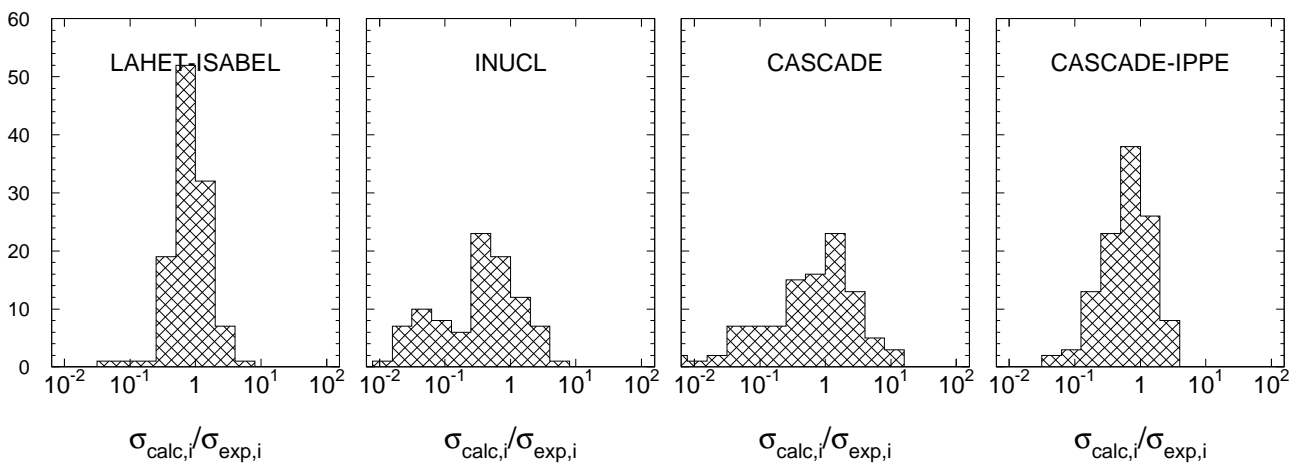 60
50
40
30
20
10
0
LAHET-ISABEL
INUCL
CASCADE
CASCADE-IPPE
10⁻² 10⁻¹ 1 10¹ 10²
10⁻² 10⁻¹ 1 10¹ 10²
10⁻² 10⁻¹ 1 10¹ 10²
10⁻² 10⁻¹ 1 10¹ 10²
σcalc,i/σexp,i
σcalc,i/σexp,i
σcalc,i/σexp,i
σcalc,i/σexp,i